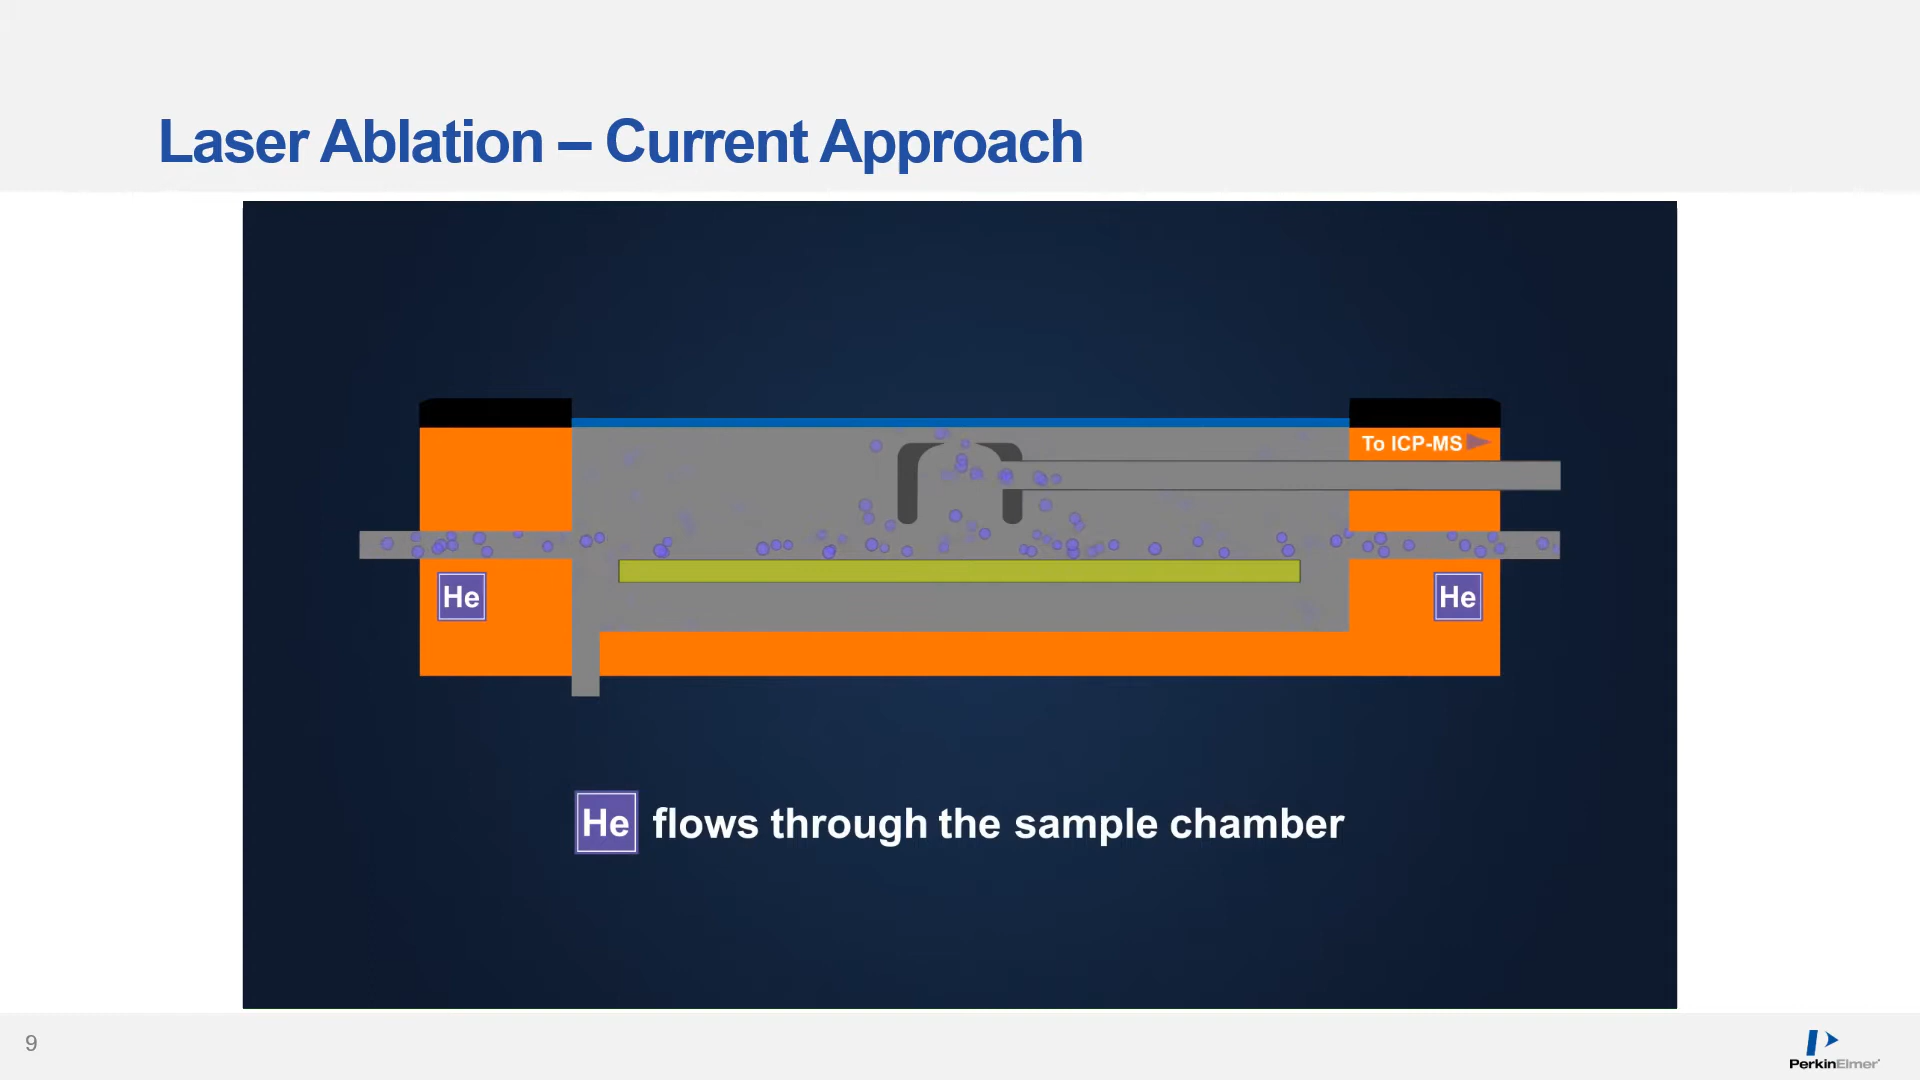 Laser Ablation – Current Approach
To ICP-MS
He
He
He flows through the sample chamber
9
PerkinElmer